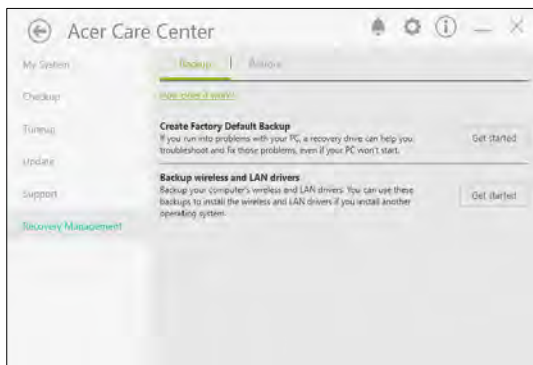 Acer Care Center
My System
Backup
Restore
Checkup
How does it work?
Tuneup
Create Factory Default Backup
If you run into problems with your PC, a recovery drive can help you
troubleshoot and fix those problems, even if your PC won't start.
Get started
Update
Support
Backup wireless and LAN drivers
Backup your computer's wireless and LAN drivers. You can use these
backups to install the wireless and LAN drivers if you install another
operating system.
Get started
Recovery Management